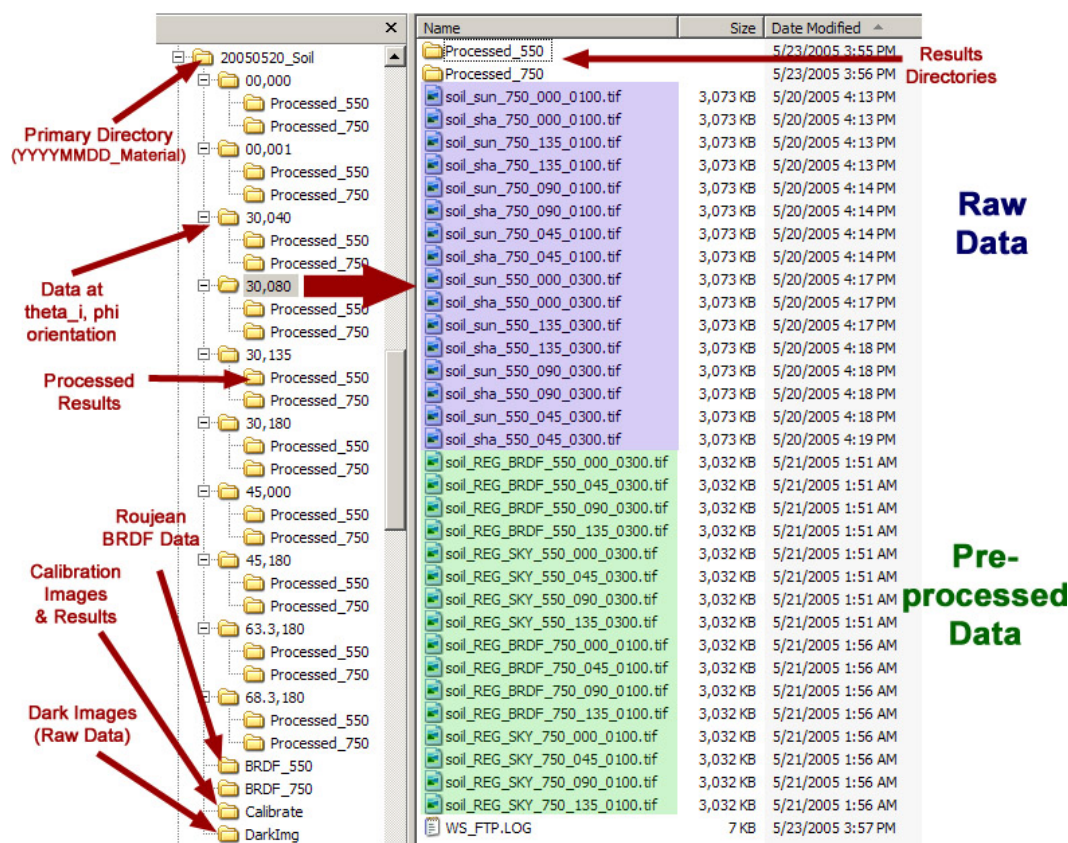 20050520_Soil
00,000
Processed_550
Processed_750
00,001
Processed_550
Processed_750
30,040
Processed_550
Processed_750
30,080
Processed_550
Processed_750
30,135
Processed_550
Processed_750
30,180
Processed_550
Processed_750
45,000
Processed_550
Processed_750
45,180
Processed_550
Processed_750
63.3,180
Processed_550
Processed_750
68.3,180
Processed_550
Processed_750
BRDF_550
BRDF_750
Calibrate
DarkImg
Primary Directory
(YYYYMMDD_Material)
Data at
theta_i, phi
orientation
Processed
Results
Roujean
BRDF Data
Calibration
Images
& Results
Dark Images
(Raw Data)
Name Size Date Modified
Processed_550 5/23/2005 3:55 PM
Processed_750 5/23/2005 3:56 PM
soil_sun_750_000_0100.tif 3,073 KB 5/20/2005 4:13 PM
soil_sha_750_000_0100.tif 3,073 KB 5/20/2005 4:13 PM
soil_sun_750_135_0100.tif 3,073 KB 5/20/2005 4:13 PM
soil_sha_750_135_0100.tif 3,073 KB 5/20/2005 4:13 PM
soil_sun_750_090_0100.tif 3,073 KB 5/20/2005 4:14 PM
soil_sha_750_090_0100.tif 3,073 KB 5/20/2005 4:14 PM
soil_sun_750_045_0100.tif 3,073 KB 5/20/2005 4:14 PM
soil_sha_750_045_0100.tif 3,073 KB 5/20/2005 4:14 PM
soil_sun_550_000_0300.tif 3,073 KB 5/20/2005 4:17 PM
soil_sha_550_000_0300.tif 3,073 KB 5/20/2005 4:17 PM
soil_sun_550_135_0300.tif 3,073 KB 5/20/2005 4:17 PM
soil_sha_550_135_0300.tif 3,073 KB 5/20/2005 4:18 PM
soil_sun_550_090_0300.tif 3,073 KB 5/20/2005 4:18 PM
soil_sha_550_090_0300.tif 3,073 KB 5/20/2005 4:18 PM
soil_sun_550_045_0300.tif 3,073 KB 5/20/2005 4:18 PM
soil_sha_550_045_0300.tif 3,073 KB 5/20/2005 4:19 PM
soil_REG_BRDF_550_000_0300.tif 3,032 KB 5/21/2005 1:51 AM
soil_REG_BRDF_550_045_0300.tif 3,032 KB 5/21/2005 1:51 AM
soil_REG_BRDF_550_090_0300.tif 3,032 KB 5/21/2005 1:51 AM
soil_REG_BRDF_550_135_0300.tif 3,032 KB 5/21/2005 1:51 AM
soil_REG_SKY_550_000_0300.tif 3,032 KB 5/21/2005 1:51 AM
soil_REG_SKY_550_045_0300.tif 3,032 KB 5/21/2005 1:51 AM
soil_REG_SKY_550_090_0300.tif 3,032 KB 5/21/2005 1:51 AM
soil_REG_SKY_550_135_0300.tif 3,032 KB 5/21/2005 1:51 AM
soil_REG_BRDF_750_000_0100.tif 3,032 KB 5/21/2005 1:56 AM
soil_REG_BRDF_750_045_0100.tif 3,032 KB 5/21/2005 1:56 AM
soil_REG_BRDF_750_090_0100.tif 3,032 KB 5/21/2005 1:56 AM
soil_REG_BRDF_750_135_0100.tif 3,032 KB 5/21/2005 1:56 AM
soil_REG_SKY_750_000_0100.tif 3,032 KB 5/21/2005 1:56 AM
soil_REG_SKY_750_045_0100.tif 3,032 KB 5/21/2005 1:56 AM
soil_REG_SKY_750_090_0100.tif 3,032 KB 5/21/2005 1:56 AM
soil_REG_SKY_750_135_0100.tif 3,032 KB 5/21/2005 1:56 AM
WS_FTP.LOG 7 KB 5/23/2005 3:57 PM
Results
Directories
Raw
Data
Pre-
processed
Data